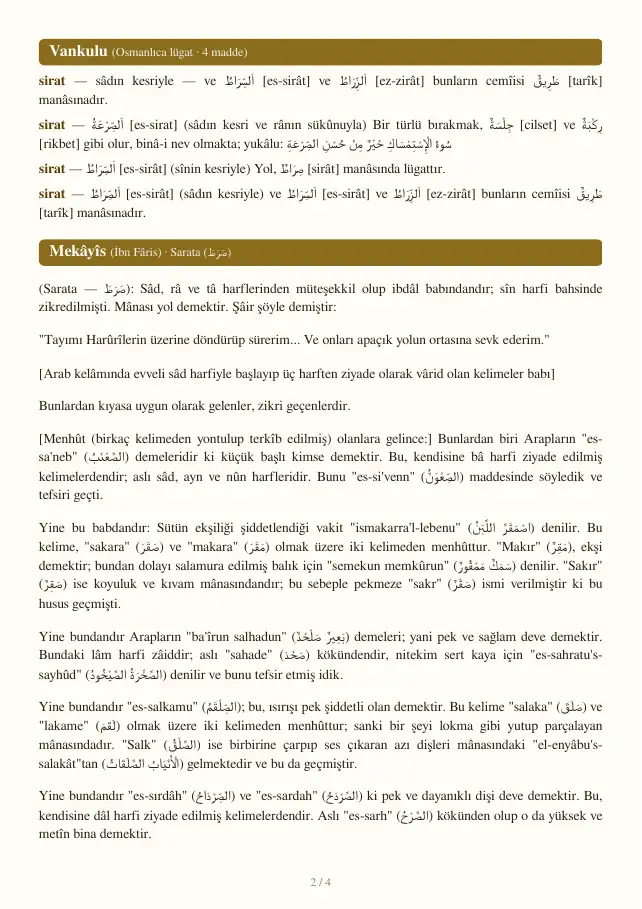 Vankulu (Osmanlıca lügat · 4 madde)
sirat — sâdın kesriyle — ve اَلسِّرَاطُ [es-sirât] ve اَلزِّرَاطُ [ez-zirât] bunların cemîisi طَرِيقٌ [tarîk]
manâsınadır.
sirat — اَلصِّرْعَةُ [es-sirat] (sâdın kesri ve rânın sükûnuyla) Bir türlü bırakmak, جِلْسَةٌ [cilset] ve رِكْبَةٌ
[rikbet] gibi olur, binâ-i nev olmakta; yukâlu: سُوءُ الْاِسْتِمْسَاكِ خَيْرٌ مِنْ حُسْنِ الصِّرْعَةِ
sirat — اَلسِّرَاطُ [es-sirât] (sînin kesriyle) Yol, صِرَاطٌ [sirât] manâsında lügattır.
sirat — اَلصِّرَاطُ [es-sirât] (sâdın kesriyle) ve اَلسِّرَاطُ [es-sirât] ve اَلزِّرَاطُ [ez-zirât] bunların cemîisi طَرِيقٌ
[tarîk] manâsınadır.
Mekâyîs (İbn Fâris) · Sarata (صَرَطَ)
(Sarata — صَرَطَ): Sâd, râ ve tâ harflerinden müteşekkil olup ibdâl babındandır; sîn harfi bahsinde
zikredilmişti. Mânası yol demektir. Şâir şöyle demiştir:
"Tayımı Harûrîlerin üzerine döndürüp sürerim... Ve onları apaçık yolun ortasına sevk ederim."
[Arab kelâmında evveli sâd harfiyle başlayıp üç harften ziyade olarak vârid olan kelimeler babı]
Bunlardan kıyasa uygun olarak gelenler, zikri geçenlerdir.
[Menhût (birkaç kelimeden yontulup terkîb edilmiş) olanlara gelince:] Bunlardan biri Arapların "es-
sa'neb" (الصَّعْنَبُ) demeleridir ki küçük başlı kimse demektir. Bu, kendisine bâ harfi ziyade edilmiş
kelimelerdendir; aslı sâd, ayn ve nûn harfleridir. Bunu "es-si'venn" (الصِّعْوَنُّ) maddesinde söyledik ve
tefsiri geçti.
Yine bu babdandır: Sütün ekşiliği şiddetlendiği vakit "ismakarra'l-lebenu" (اصْمَقَرَّ اللَّبَنُ) denilir. Bu
kelime, "sakara" (صَقَرَ) ve "makara" (مَقَرَ) olmak üzere iki kelimeden menhûttur. "Makır" (مَقِرٌ), ekşi
demektir; bundan dolayı salamura edilmiş balık için "semekun memkûrun" (سَمَكٌ مَمْقُورٌ) denilir. "Sakır"
(صَقِرٌ) ise koyuluk ve kıvam mânasındandır; bu sebeple pekmeze "sakr" (صَقْرٌ) ismi verilmiştir ki bu
husus geçmişti.
Yine bundandır Arapların "ba'îrun salhadun" (بَعِيرٌ صَلْخَدٌ) demeleri; yani pek ve sağlam deve demektir.
Bundaki lâm harfi zâiddir; aslı "sahade" (صَخَدَ) kökündendir, nitekim sert kaya için "es-sahratu's-
sayhûd" (الصَّخْرَةُ الصَّيْخُودُ) denilir ve bunu tefsir etmiş idik.
Yine bundandır "es-salkamu" (الصَّلْقَمُ); bu, ısırışı pek şiddetli olan demektir. Bu kelime "salaka" (صَلَقَ) ve
"lakame" (لَقَمَ) olmak üzere iki kelimeden menhûttur; sanki bir şeyi lokma gibi yutup parçalayan
mânasındadır. "Salk" (الصَّلْقُ) ise birbirine çarpıp ses çıkaran azı dişleri mânasındaki "el-enyâbu's-
salakât"tan (الْأَنْيَابُ الصَّلَقَاتُ) gelmektedir ve bu da geçmiştir.
Yine bundandır "es-sırdâh" (الصِّرْدَاحُ) ve "es-sardah" (الصَّرْدَحُ) ki pek ve dayanıklı dişi deve demektir. Bu,
kendisine dâl harfi ziyade edilmiş kelimelerdendir. Aslı "es-sarh" (الصَّرْحُ) kökünden olup o da yüksek ve
metîn bina demektir.
2 / 4